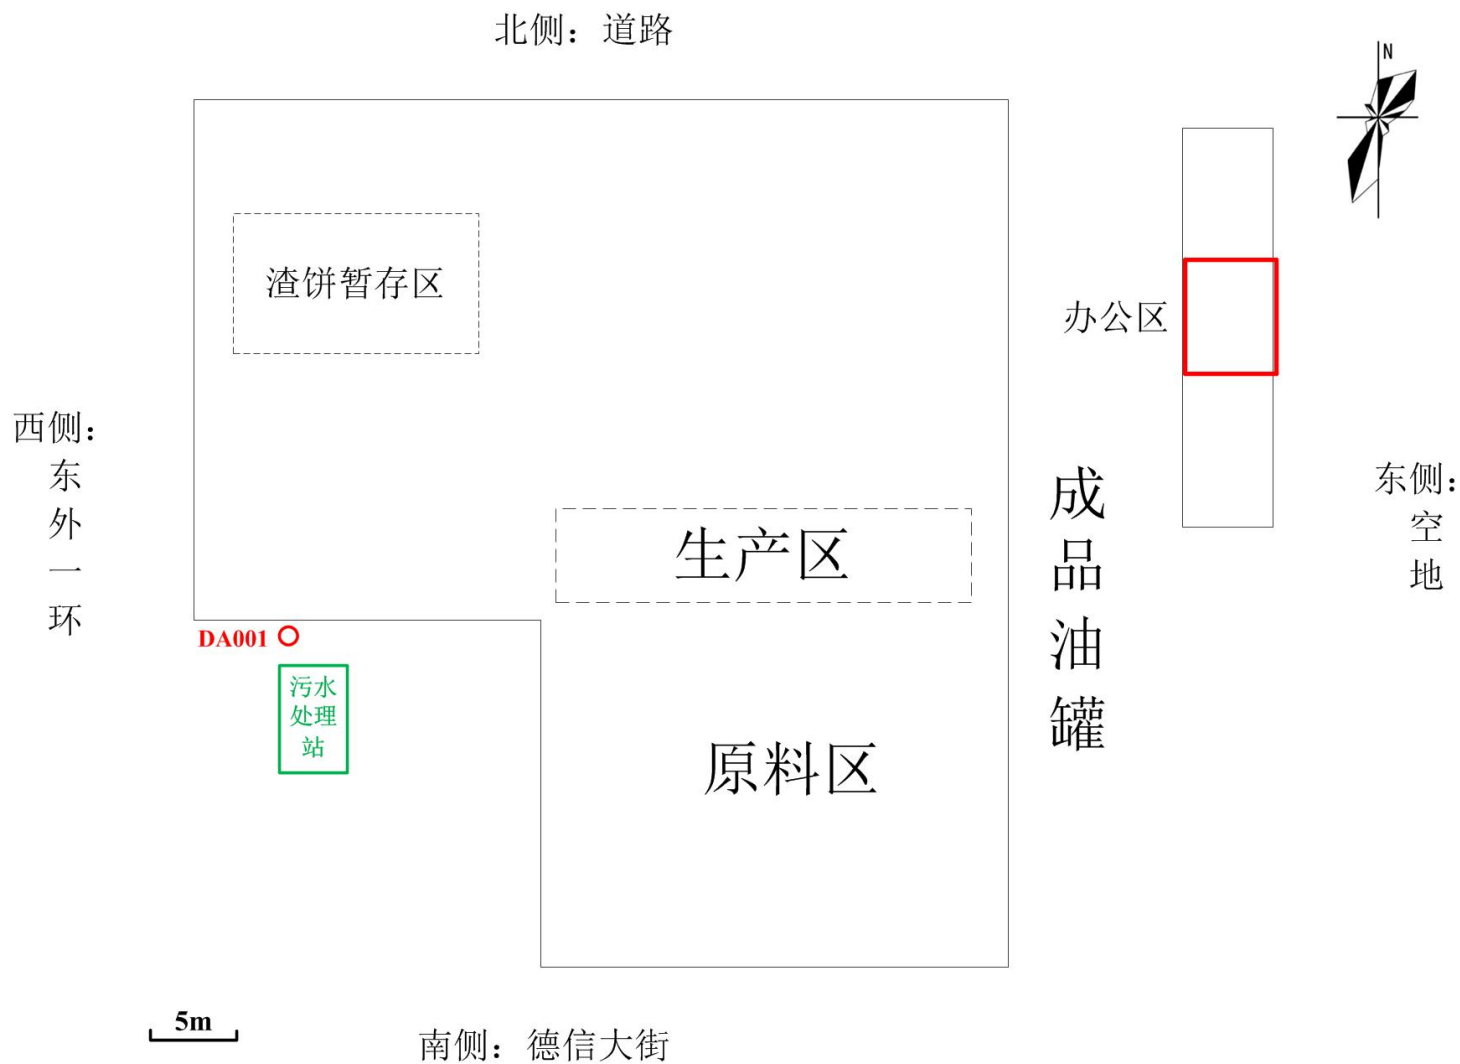 北侧：道路
N
渣饼暂存区
办公区
西侧：
东
外
一
环
东侧：
空
地
成
品
油
罐
生产区
DA001
污水
处理
站
原料区
5m
南侧：德信大街